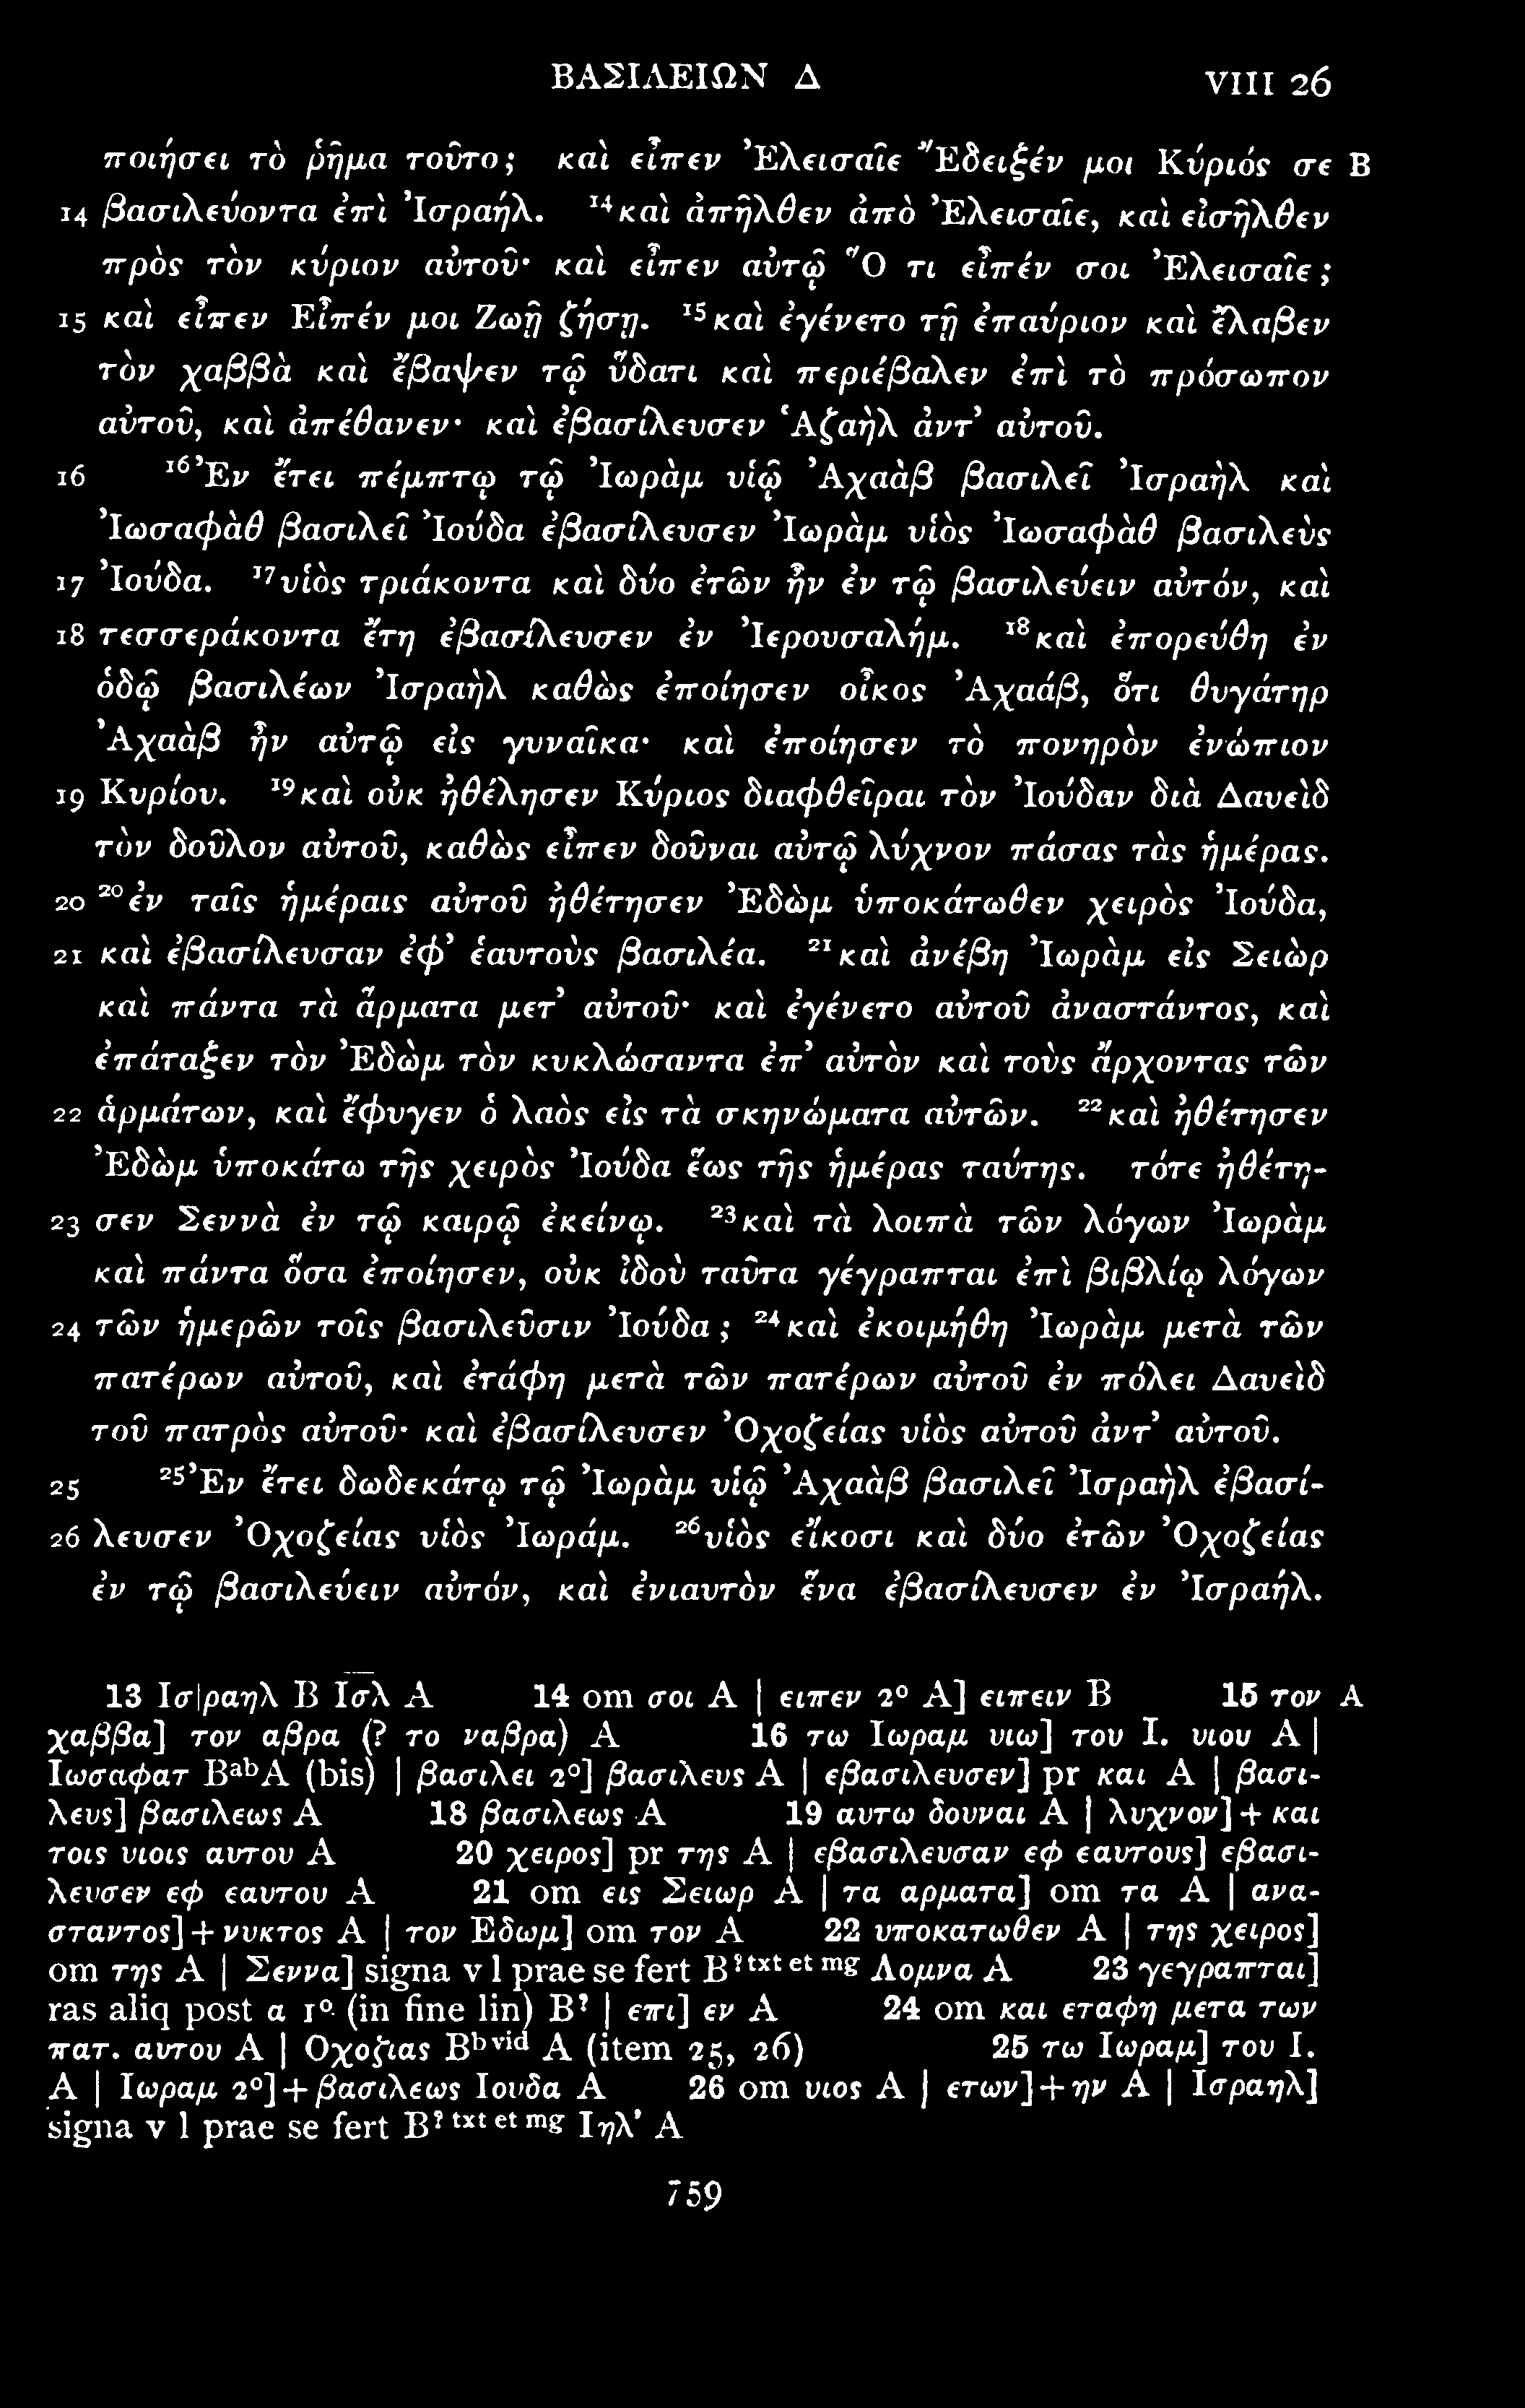 ΒΑΣΙΛΕΙΩΝ Δ VIII 26
ποιήσει τὸ ῥῆμα τοῦτο; καὶ εἶπεν Ἐλεισαῖε Ἔδειξέν μοι Κύριός σε B
14 βασιλεύοντα ἐπὶ Ἰσραήλ. ¹⁴καὶ ἀπῆλθεν ἀπὸ Ἐλεισαῖε, καὶ εἰσῆλθεν
πρὸς τὸν κύριον αὐτοῦ· καὶ εἶπεν αὐτῷ Ὅ τι εἶπέν σοι Ἐλεισαῖε;
15 καὶ εἶπεν Εἶπέν μοι Ζωῇ ζήσῃ. ¹⁵καὶ ἐγένετο τῇ ἐπαύριον καὶ ἔλαβεν
τὸν χαββὰ καὶ ἔβαψεν τῷ ὕδατι καὶ περιέβαλεν ἐπὶ τὸ πρόσωπον
αὐτοῦ, καὶ ἀπέθανεν· καὶ ἐβασίλευσεν Ἁζαὴλ ἀντ’ αὐτοῦ.
16 ¹⁶Ἐν ἔτει πέμπτῳ τῷ Ἰωρὰμ υἱῷ Ἀχαὰβ βασιλεῖ Ἰσραὴλ καὶ
Ἰωσαφὰθ βασιλεῖ Ἰούδα ἐβασίλευσεν Ἰωρὰμ υἱὸς Ἰωσαφὰθ βασιλεὺς
17 Ἰούδα. ¹⁷υἱὸς τριάκοντα καὶ δύο ἐτῶν ἦν ἐν τῷ βασιλεύειν αὐτόν, καὶ
18 τεσσεράκοντα ἔτη ἐβασίλευσεν ἐν Ἰερουσαλήμ. ¹⁸καὶ ἐπορεύθη ἐν
ὁδῷ βασιλέων Ἰσραὴλ καθὼς ἐποίησεν οἶκος Ἀχαάβ, ὅτι θυγάτηρ
Ἀχαὰβ ἦν αὐτῷ εἰς γυναῖκα· καὶ ἐποίησεν τὸ πονηρὸν ἐνώπιον
19 Κυρίου. ¹⁹καὶ οὐκ ἠθέλησεν Κύριος διαφθεῖραι τὸν Ἰούδαν διὰ Δαυεὶδ
τὸν δοῦλον αὐτοῦ, καθὼς εἶπεν δοῦναι αὐτῷ λύχνον πάσας τὰς ἡμέρας.
20 ²⁰ἐν ταῖς ἡμέραις αὐτοῦ ἠθέτησεν Ἐδὼμ ὑποκάτωθεν χειρὸς Ἰούδα,
21 καὶ ἐβασίλευσαν ἐφ’ ἑαυτοὺς βασιλέα. ²¹καὶ ἀνέβη Ἰωρὰμ εἰς Σειὼρ
καὶ πάντα τὰ ἅρματα μετ’ αὐτοῦ· καὶ ἐγένετο αὐτοῦ ἀναστάντος, καὶ
ἐπάταξεν τὸν Ἐδὼμ τὸν κυκλώσαντα ἐπ’ αὐτὸν καὶ τοὺς ἄρχοντας τῶν
22 ἁρμάτων, καὶ ἔφυγεν ὁ λαὸς εἰς τὰ σκηνώματα αὐτῶν. ²²καὶ ἠθέτησεν
Ἐδὼμ ὑποκάτω τῆς χειρὸς Ἰούδα ἕως τῆς ἡμέρας ταύτης. τότε ἠθέτη-
23 σεν Σεννὰ ἐν τῷ καιρῷ ἐκείνῳ. ²³καὶ τὰ λοιπὰ τῶν λόγων Ἰωρὰμ
καὶ πάντα ὅσα ἐποίησεν, οὐκ ἰδοὺ ταῦτα γέγραπται ἐπὶ βιβλίῳ λόγων
24 τῶν ἡμερῶν τοῖς βασιλεῦσιν Ἰούδα; ²⁴καὶ ἐκοιμήθη Ἰωρὰμ μετὰ τῶν
πατέρων αὐτοῦ, καὶ ἐτάφη μετὰ τῶν πατέρων αὐτοῦ ἐν πόλει Δαυεὶδ
τοῦ πατρὸς αὐτοῦ· καὶ ἐβασίλευσεν Ὀχοζείας υἱὸς αὐτοῦ ἀντ’ αὐτοῦ.
25 ²⁵Ἐν ἔτει δωδεκάτῳ τῷ Ἰωρὰμ υἱῷ Ἀχαὰβ βασιλεῖ Ἰσραὴλ ἐβασί-
26 λευσεν Ὀχοζείας υἱὸς Ἰωράμ. ²⁶υἱὸς εἴκοσι καὶ δύο ἐτῶν Ὀχοζείας
ἐν τῷ βασιλεύειν αὐτόν, καὶ ἐνιαυτὸν ἕνα ἐβασίλευσεν ἐν Ἰσραήλ.
13 Ισ|ραηλ B Ι̅σ̅λ A 14 om σοι A | ειπεν 2° A] ειπειν B 15 τον A
χαββα] τον αβρα (? το ναβρα) A 16 τω Ιωραμ υιω] του Ι. υιου A |
Ιωσαφατ BᵃᵇA (bis) | βασιλει 2°] βασιλευς A | εβασιλευσεν] pr και A | βασι-
λευς] βασιλεως A 18 βασιλεως A 19 αυτω δουναι A | λυχνον]+και
τοις υιοις αυτου A 20 χειρος] pr της A | εβασιλευσαν εφ εαυτους] εβασι-
λευσεν εφ εαυτου A 21 om εις Σειωρ A | τα αρματα] om τα A | ανα-
σταντος]+νυκτος A | τον Εδωμ] om τον A 22 υποκατωθεν A | της χειρος]
om της A | Σεννα] signa v l prae se fert B? ᵗˣᵗ ᵉᵗ ᵐᵍ Λομνα A 23 γεγραπται]
ras aliq post α 1° (in fine lin) B? | επι] εν A 24 om και εταφη μετα των
πατ. αυτου A | Οχοζιας Bᵇ ᵛⁱᵈ A (item 25, 26) 25 τω Ιωραμ] του Ι.
A | Ιωραμ 2°]+βασιλεως Ιουδα A 26 om υιος A | ετων]+ην A | Ισραηλ]
signa v l prae se fert B? ᵗˣᵗ ᵉᵗ ᵐᵍ Ιηλ’ A
759